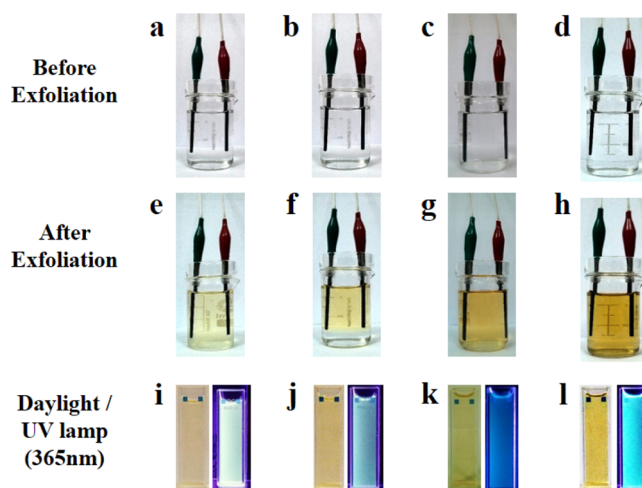 a b c d
Before
Exfoliation
e f g h
After
Exfoliation
i j k l
Daylight /
UV lamp
(365nm)